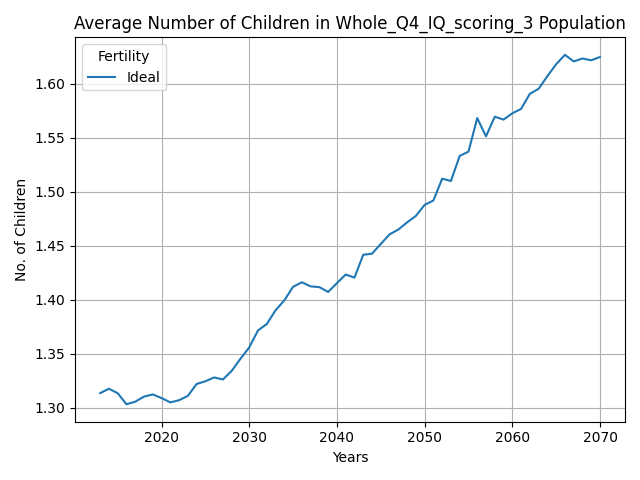 Average Number of Children in Whole_Q4_IQ_scoring_3 Population
Fertility
Ideal
No. of Children
1.60
1.55
1.50
1.45
1.40
1.35
1.30
2020 2030 2040 2050 2060 2070
Years